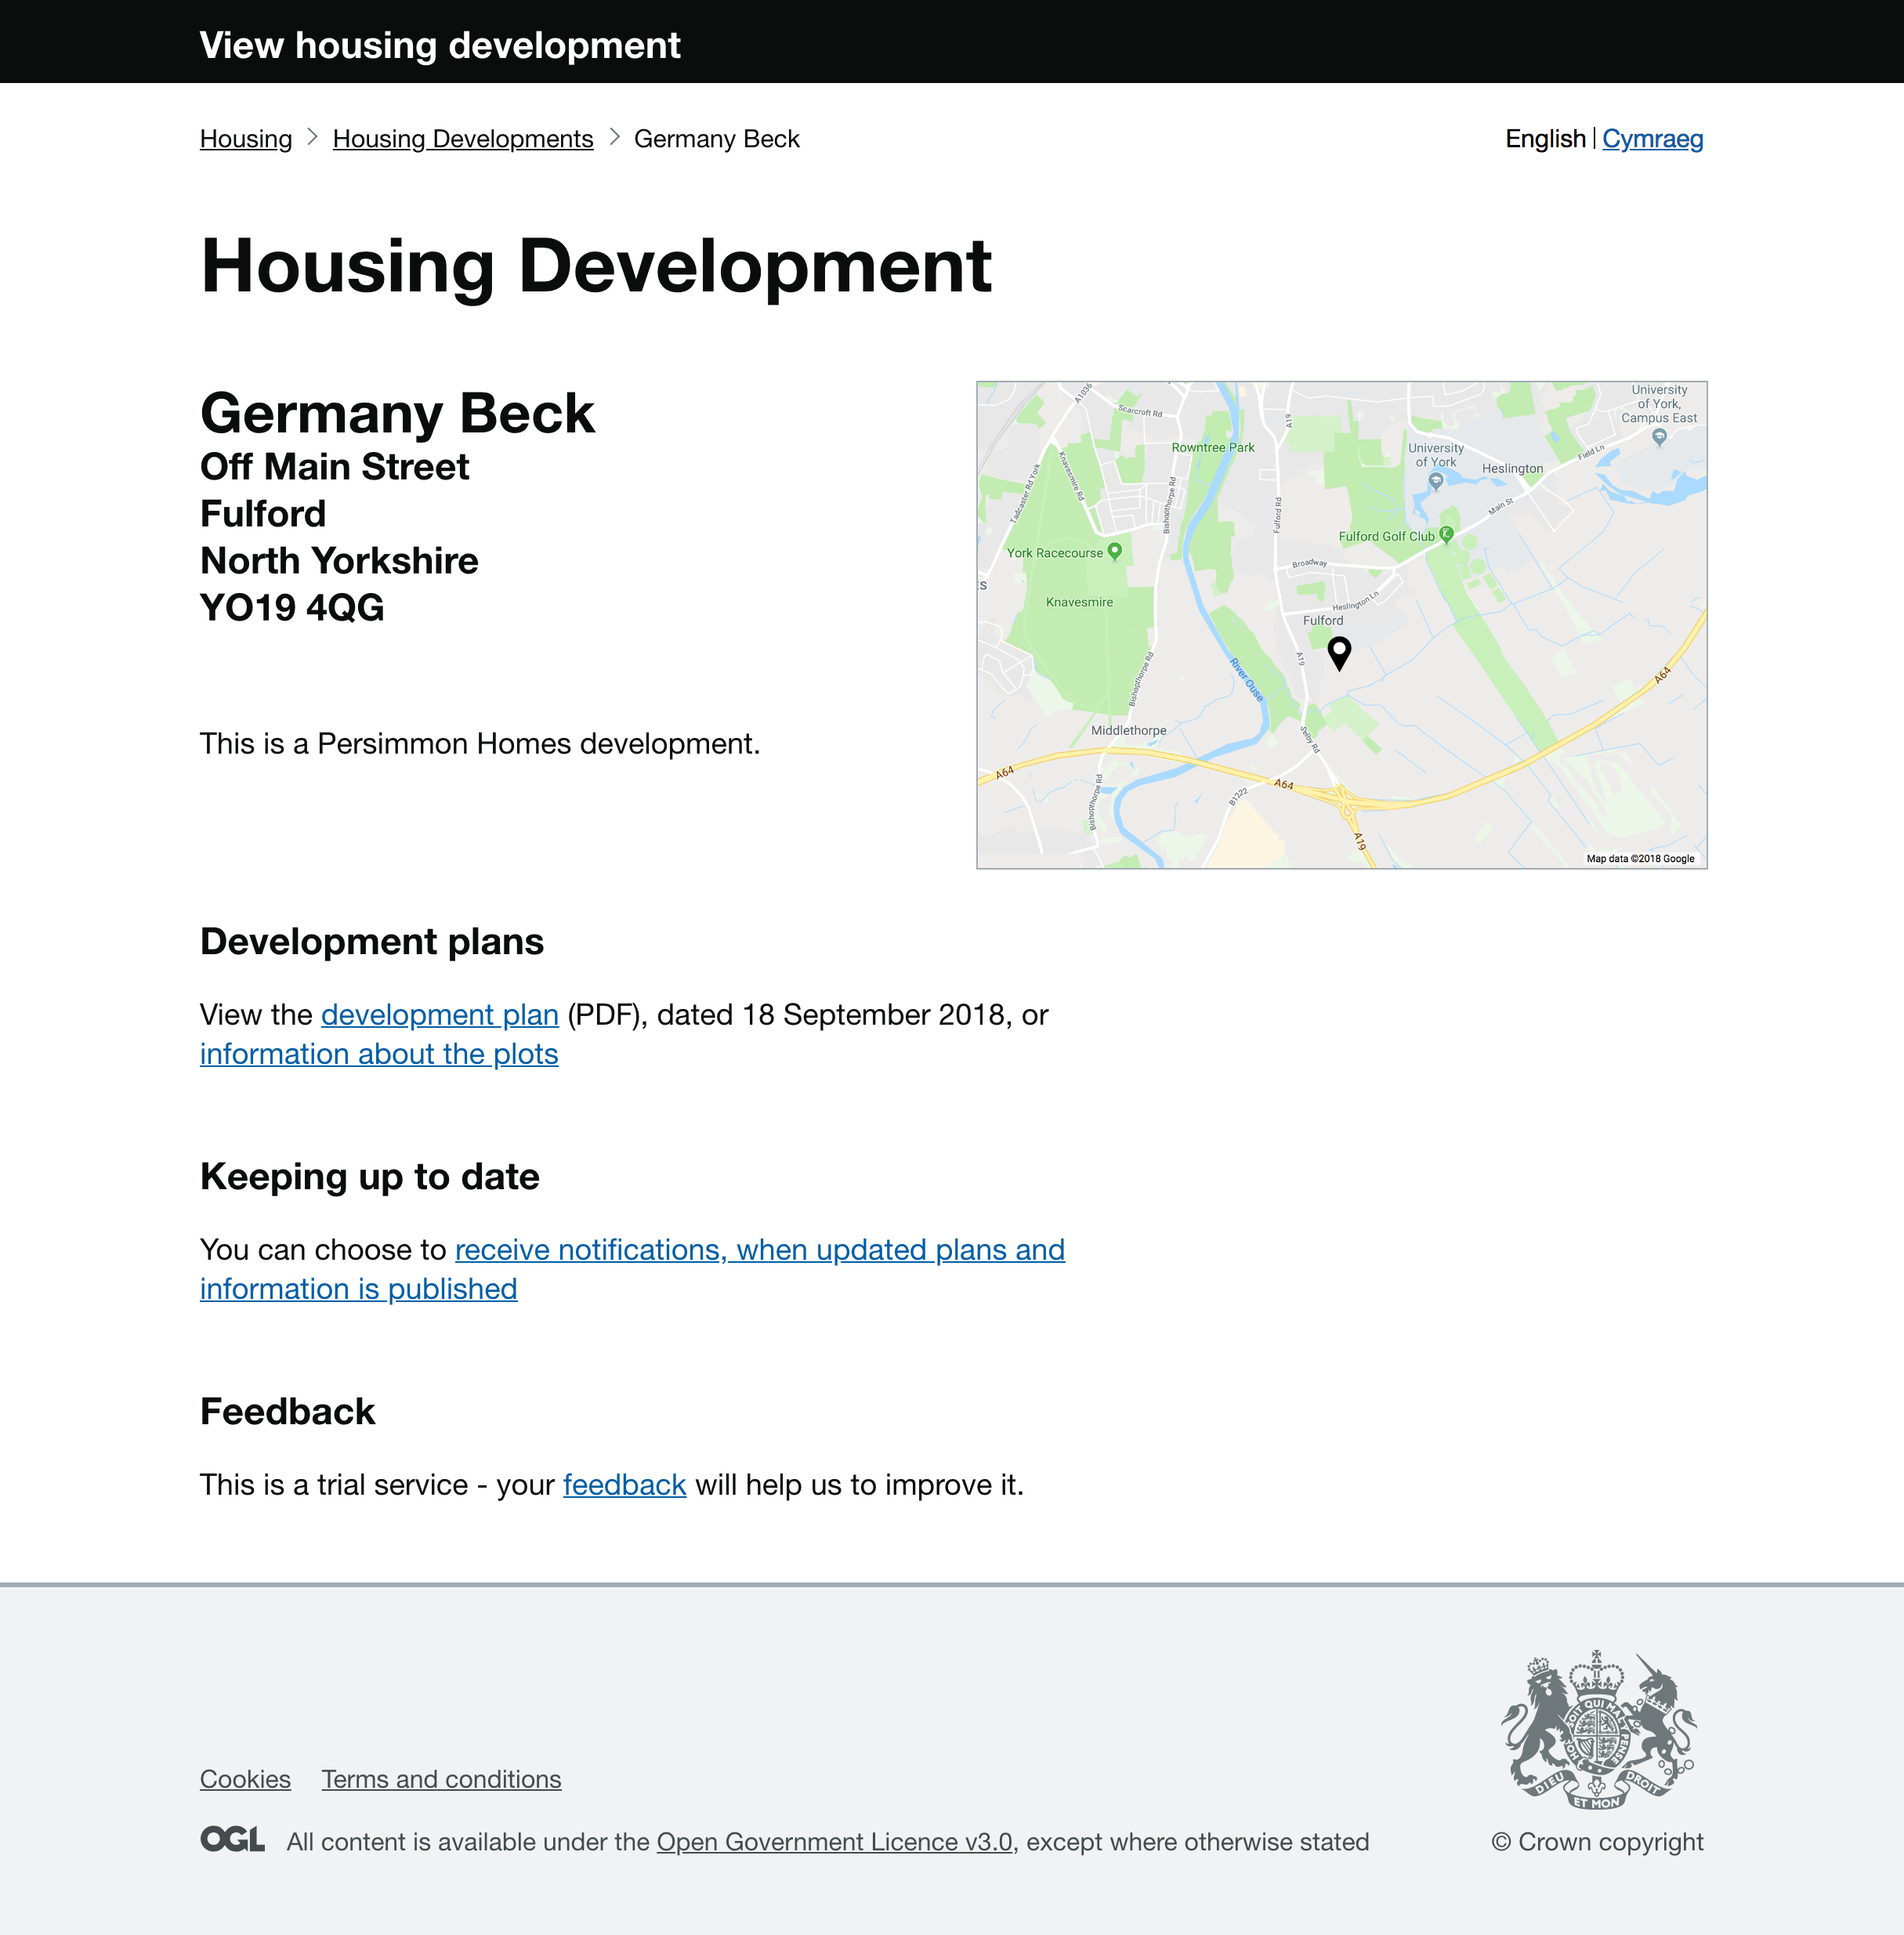 View housing development
Housing > Housing Developments > Germany Beck
English | Cymraeg
Housing Development
Germany Beck
Off Main Street
Fulford
North Yorkshire
YO19 4QG
This is a Persimmon Homes development.
A1036
Scarcroft Rd
A19
University
of York,
Campus East
Rowntree Park
University
of York
Heslington
Field Ln
Tadcaster Rd York
Knavesmire Rd
Bishopthorpe Rd
Fulford Rd
Main St
Fulford Golf Club
York Racecourse
Broadway
ES
Knavesmire
Heslington Ln
Fulford
A19
Bishopthorpe Rd
River Ouse
A64
Middlethorpe
Selby Rd
A64
A64
Bishopthorpe Rd
B1222
A19
Map data ©2018 Google
Development plans
View the development plan (PDF), dated 18 September 2018, or
information about the plots
Keeping up to date
You can choose to receive notifications, when updated plans and
information is published
Feedback
This is a trial service - your feedback will help us to improve it.
SOIT QUI MAL
PENSE
HON
DIEU ET MON DROIT
Cookies Terms and conditions
OGL All content is available under the Open Government Licence v3.0, except where otherwise stated
© Crown copyright